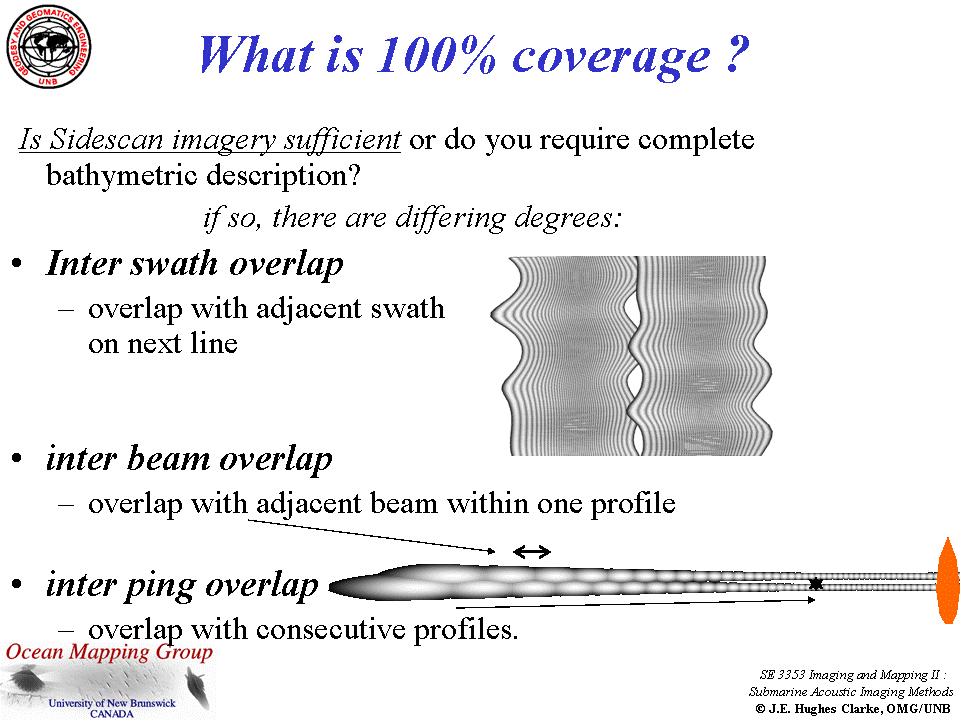 GEODESY AND GEOMATICS ENGINEERING
UNB
What is 100% coverage ?
Is Sidescan imagery sufficient or do you require complete
bathymetric description?
if so, there are differing degrees:
• Inter swath overlap
– overlap with adjacent swath
on next line
• inter beam overlap
– overlap with adjacent beam within one profile
• inter ping overlap
– overlap with consecutive profiles.
Ocean Mapping Group
University of New Brunswick
CANADA
SE 3353 Imaging and Mapping II :
Submarine Acoustic Imaging Methods
© J.E. Hughes Clarke, OMG/UNB